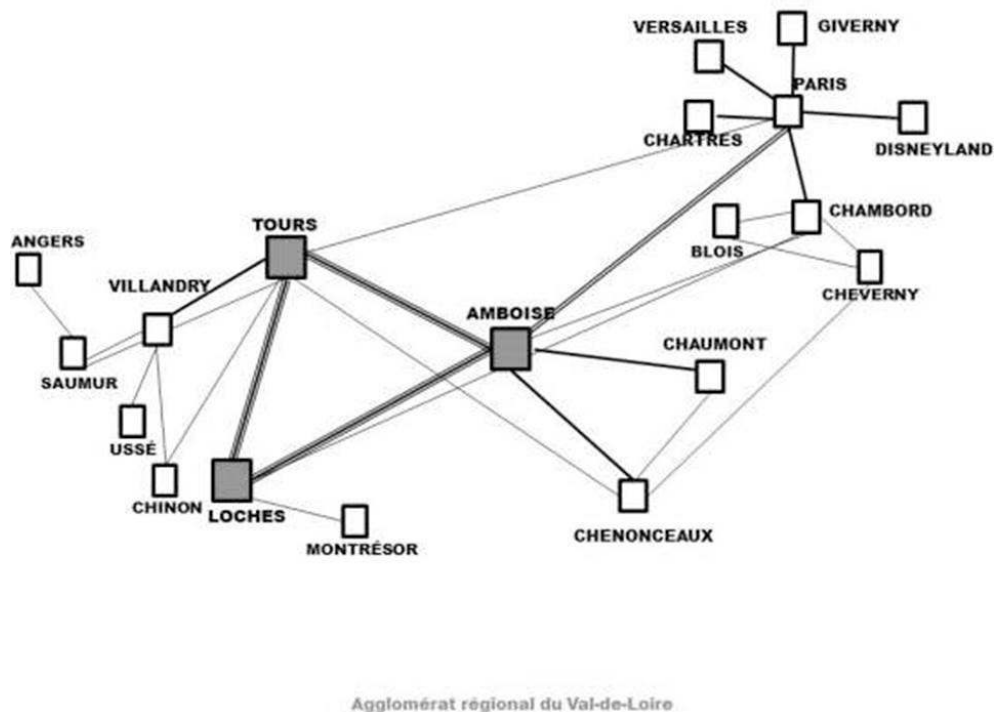 VERSAILLES
GIVERNY
PARIS
CHARTRES
DISNEYLAND
CHAMBORD
TOURS
ANGERS
BLOIS
VILLANDRY
CHEVERNY
AMBOISE
CHAUMONT
SAUMUR
USSÉ
CHINON
LOCHES
CHENONCEAUX
MONTRÉSOR
Agglomérat régional du Val-de-Loire